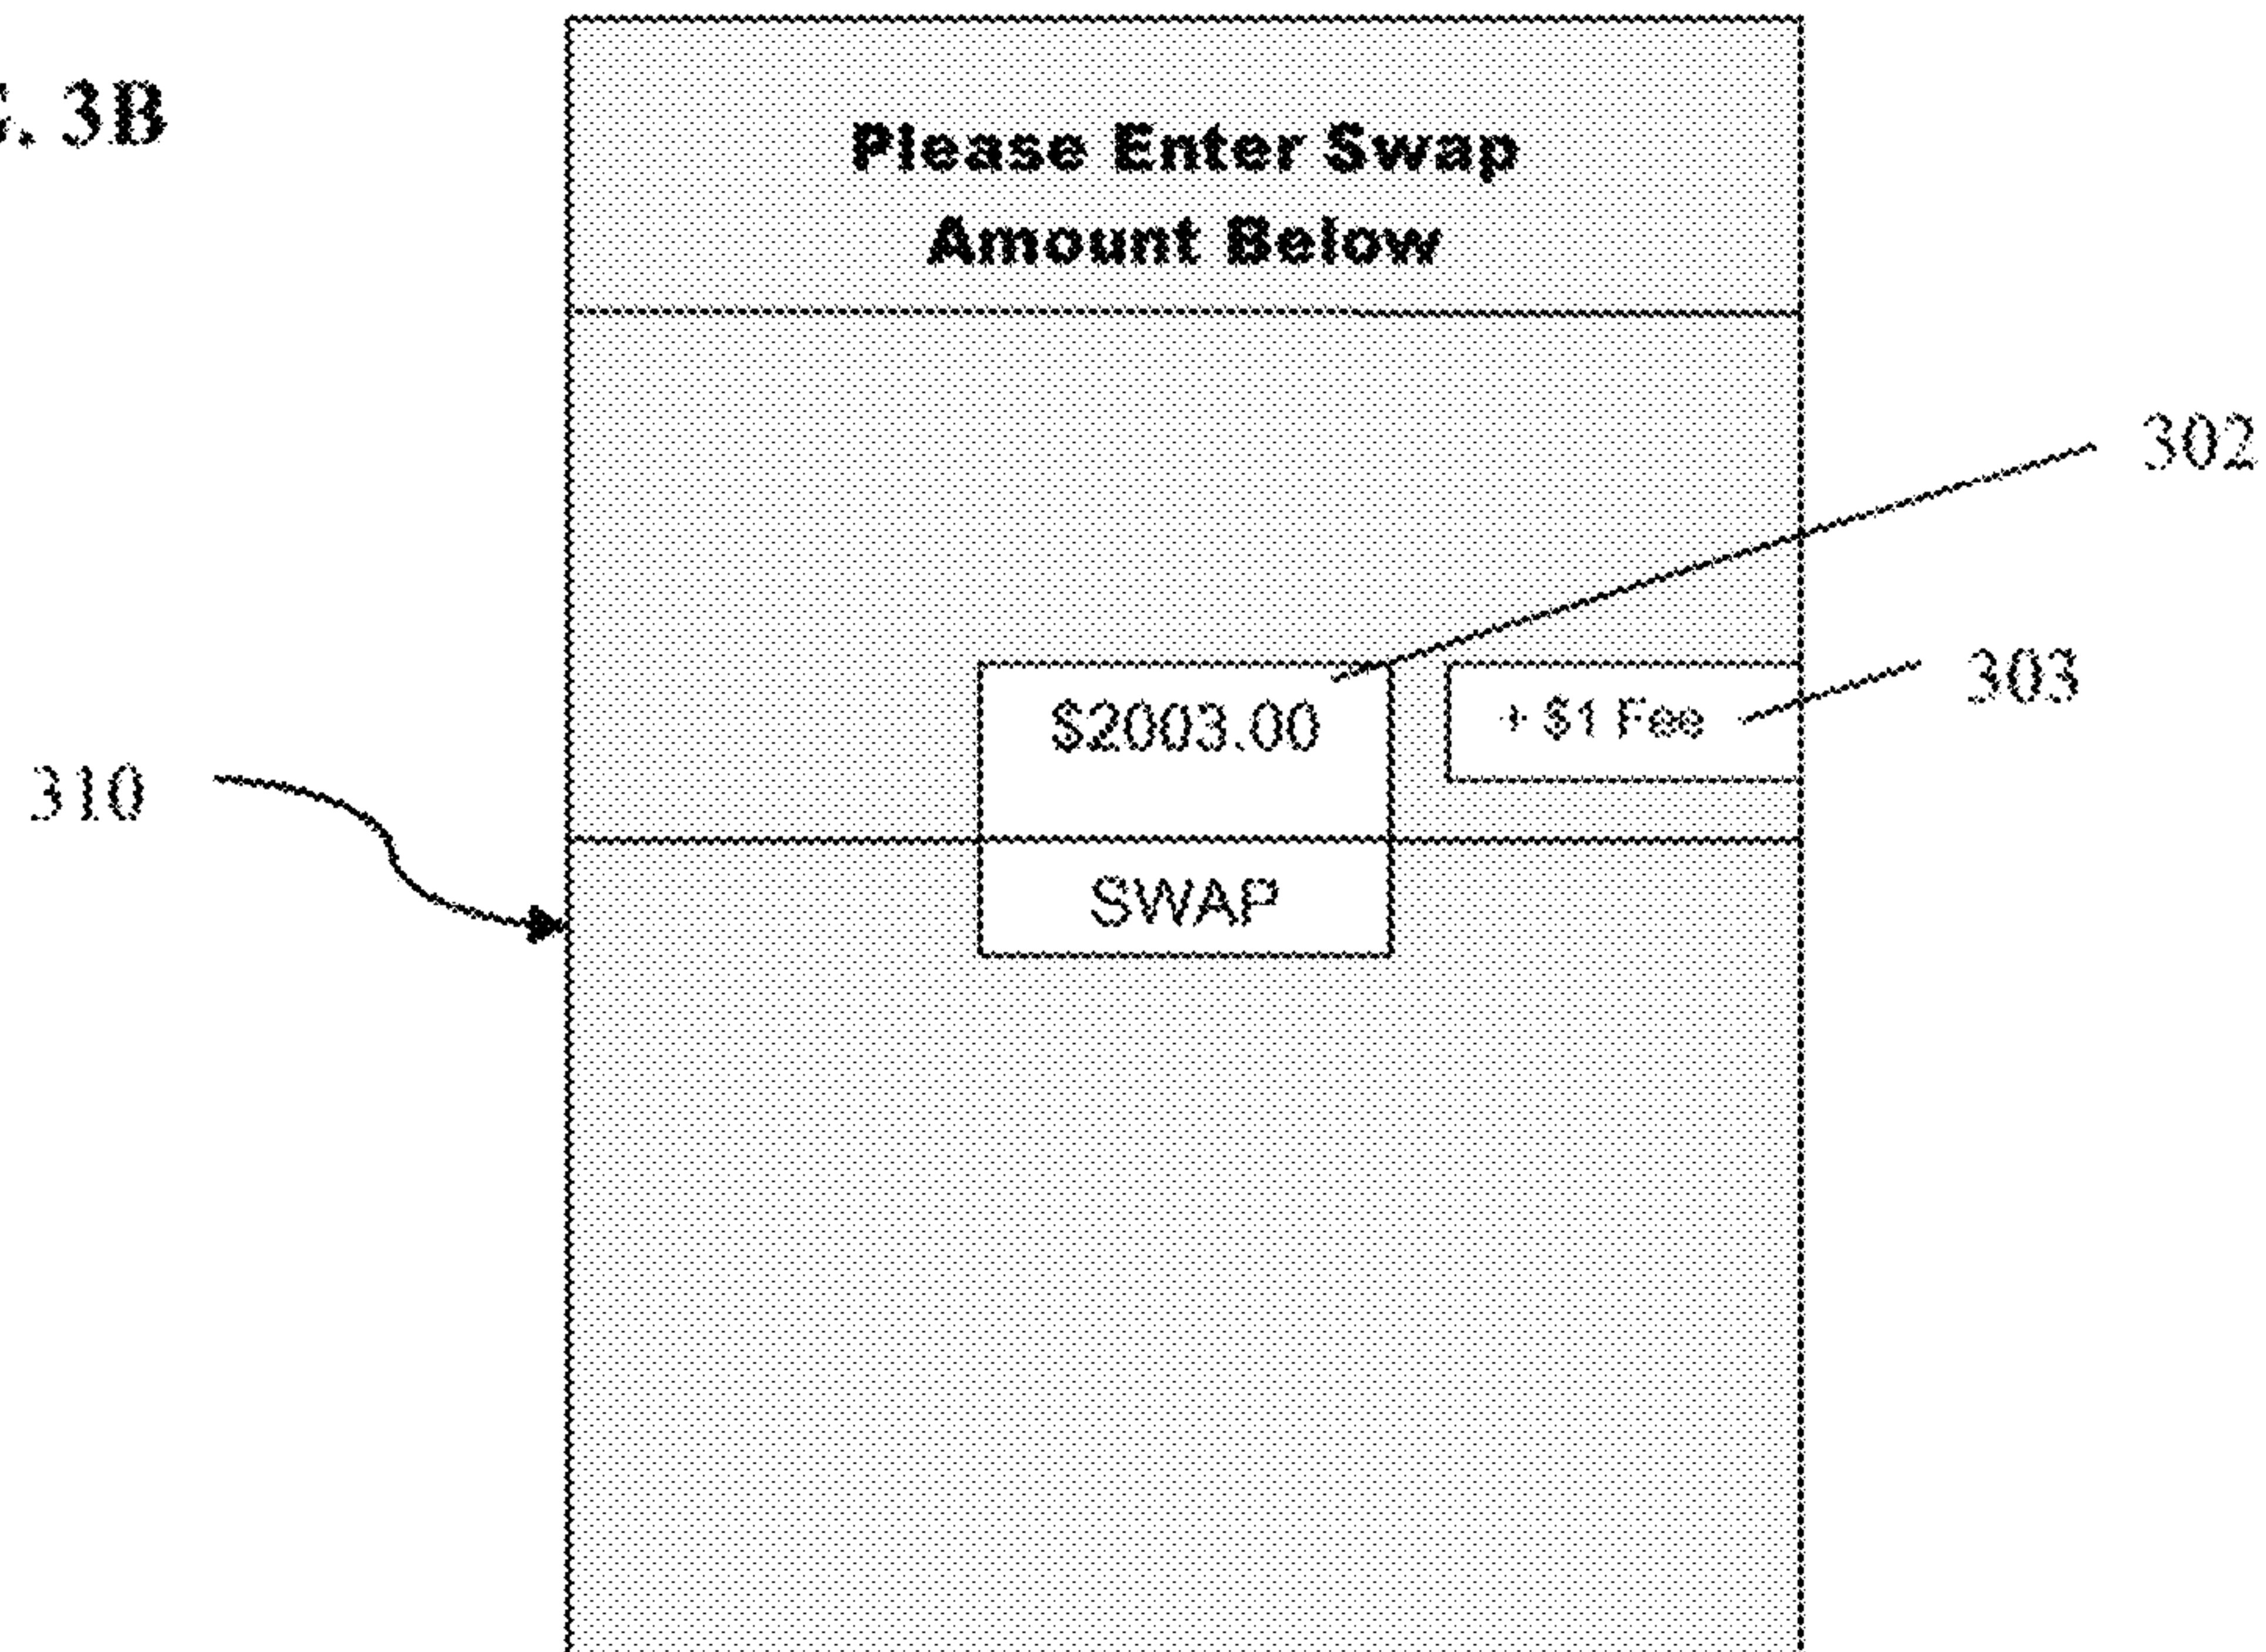 . 3B
Please Enter Swap
Amount Below
302
303
$2003.00
+ $1 Fee
310
SWAP